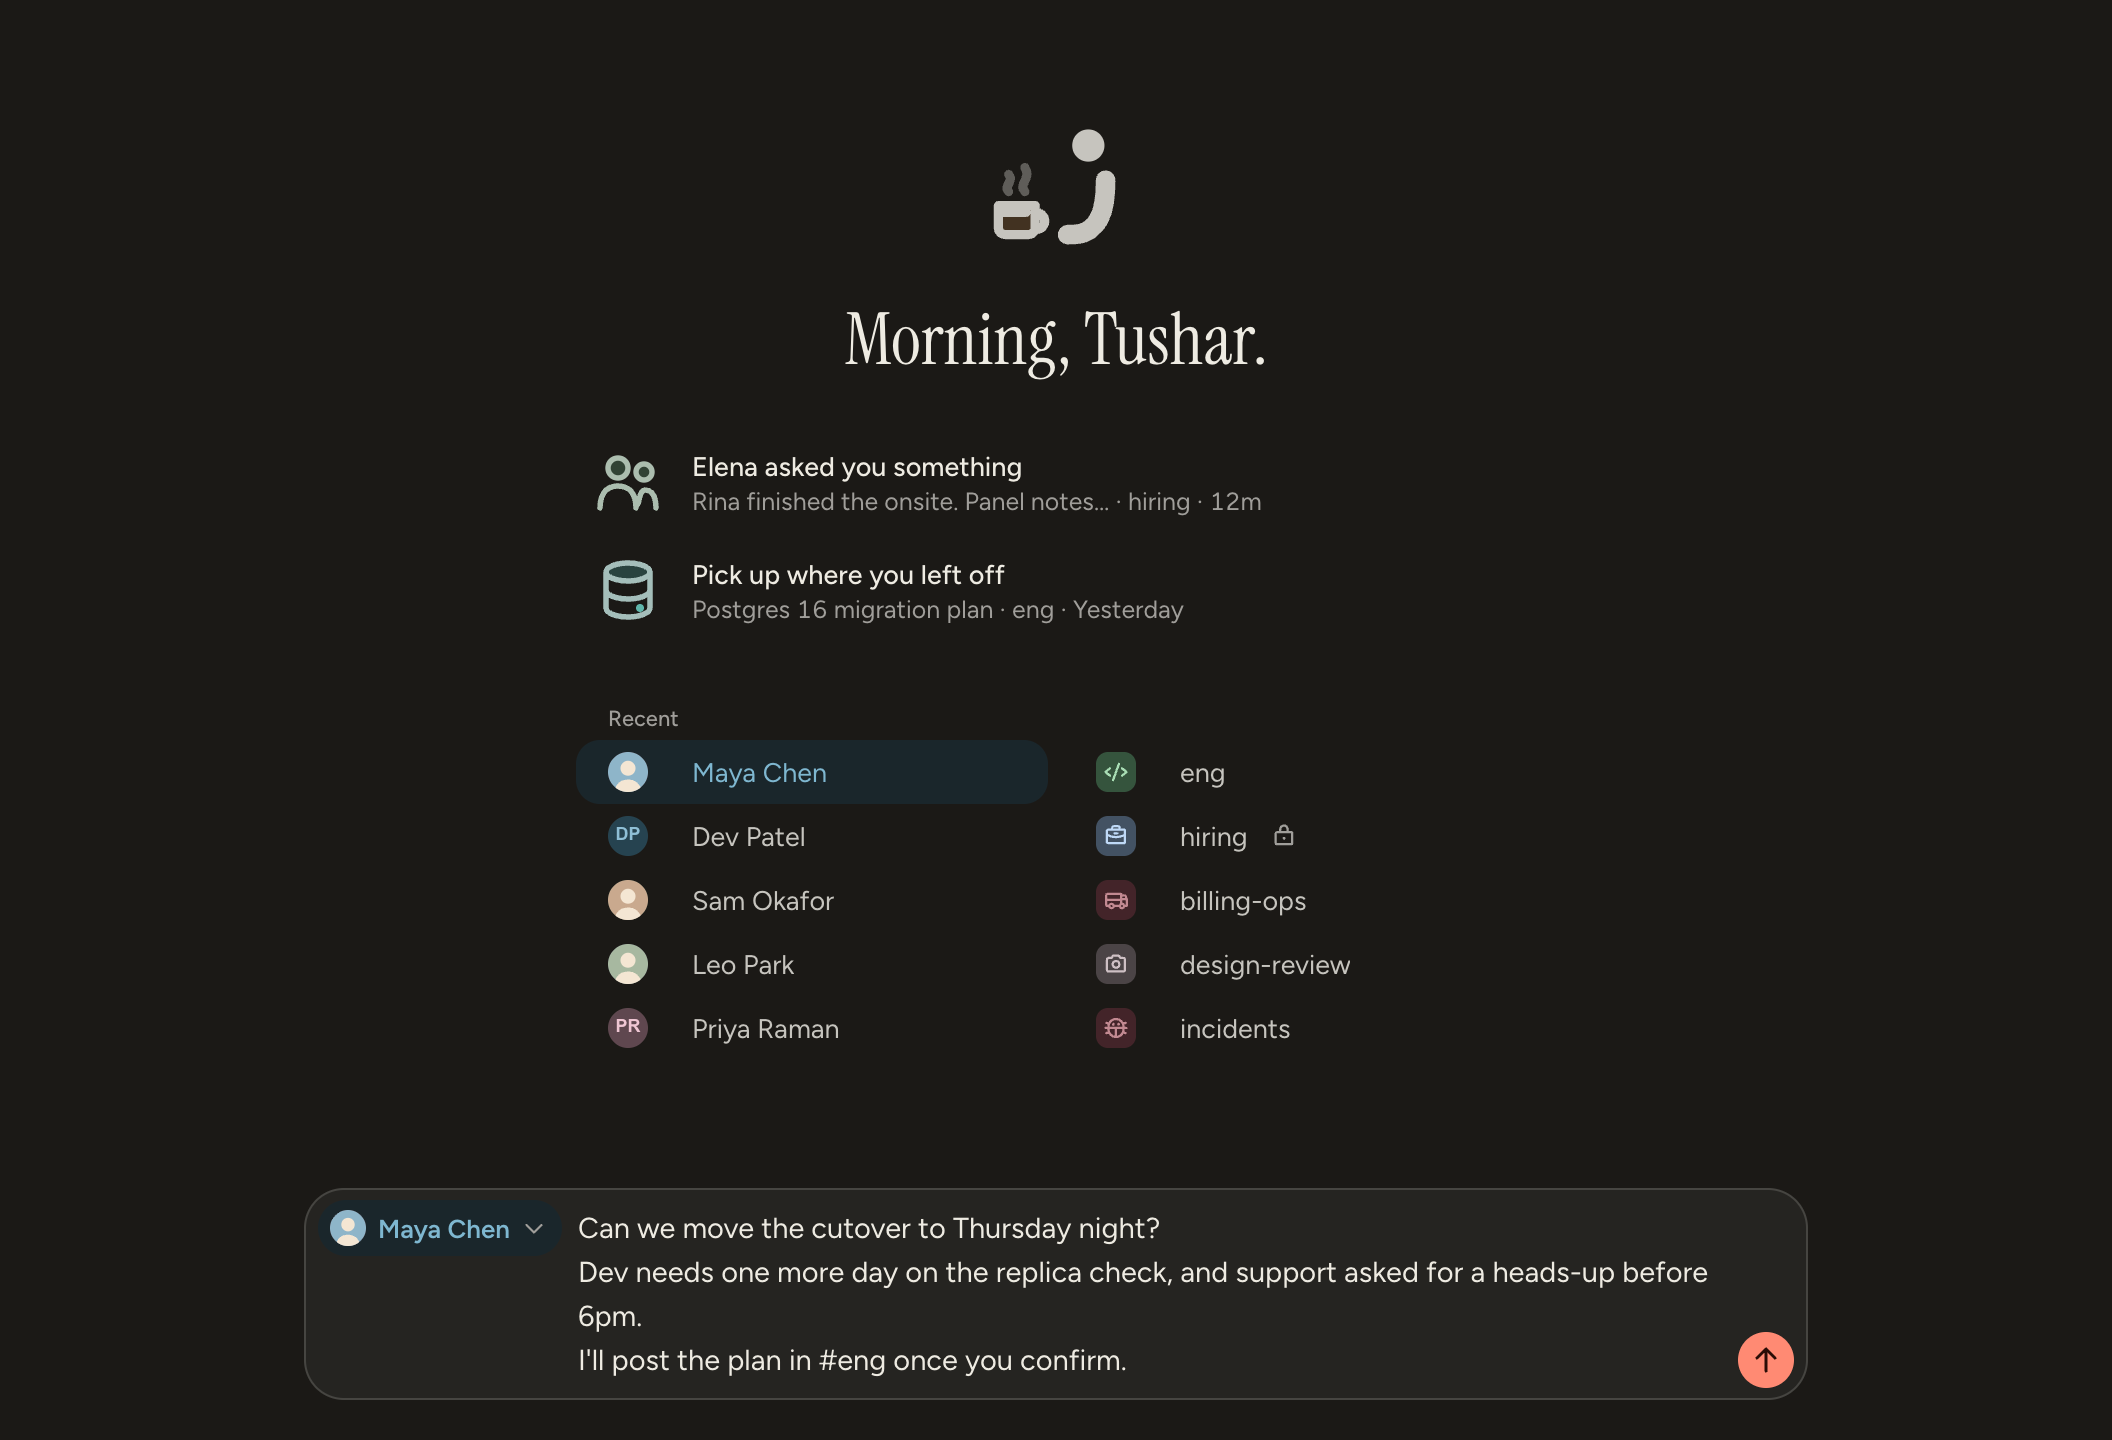 Morning, Tushar.
Elena asked you something
Rina finished the onsite. Panel notes... · hiring · 12m
Pick up where you left off
Postgres 16 migration plan · eng · Yesterday
Recent
Maya Chen
eng
DP Dev Patel
hiring
Sam Okafor
billing-ops
Leo Park
design-review
PR Priya Raman
incidents
Maya Chen
Can we move the cutover to Thursday night?
Dev needs one more day on the replica check, and support asked for a heads-up before
6pm.
I'll post the plan in #eng once you confirm.